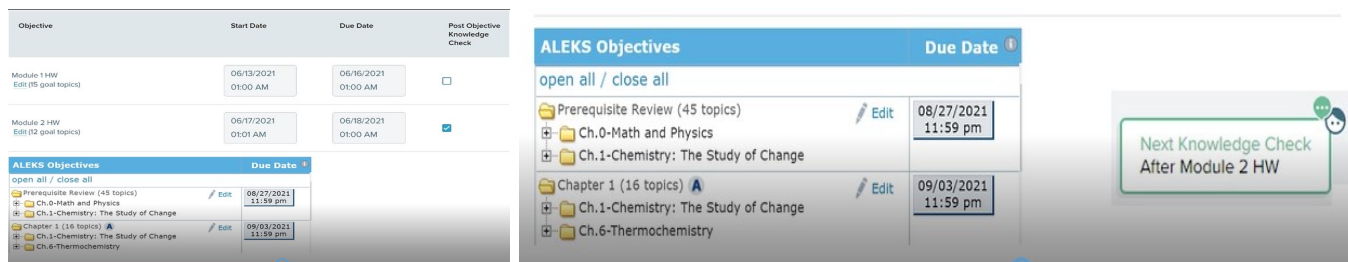 Objective Start Date Due Date Post Objective
Knowledge
Check
Module 1 HW
Edit (15 goal topics)
06/13/2021
01:00 AM
06/16/2021
01:00 AM
Module 2 HW
Edit (12 goal topics)
06/17/2021
01:01 AM
06/18/2021
01:00 AM
ALEKS Objectives Due Date i
open all / close all
Prerequisite Review (45 topics) Edit
Ch.0-Math and Physics
Ch.1-Chemistry: The Study of Change
08/27/2021
11:59 pm
Chapter 1 (16 topics) A Edit
Ch.1-Chemistry: The Study of Change
Ch.6-Thermochemistry
09/03/2021
11:59 pm
ALEKS Objectives Due Date i
open all / close all
Prerequisite Review (45 topics) Edit
Ch.0-Math and Physics
Ch.1-Chemistry: The Study of Change
08/27/2021
11:59 pm
Chapter 1 (16 topics) A Edit
Ch.1-Chemistry: The Study of Change
Ch.6-Thermochemistry
09/03/2021
11:59 pm
Next Knowledge Check
After Module 2 HW